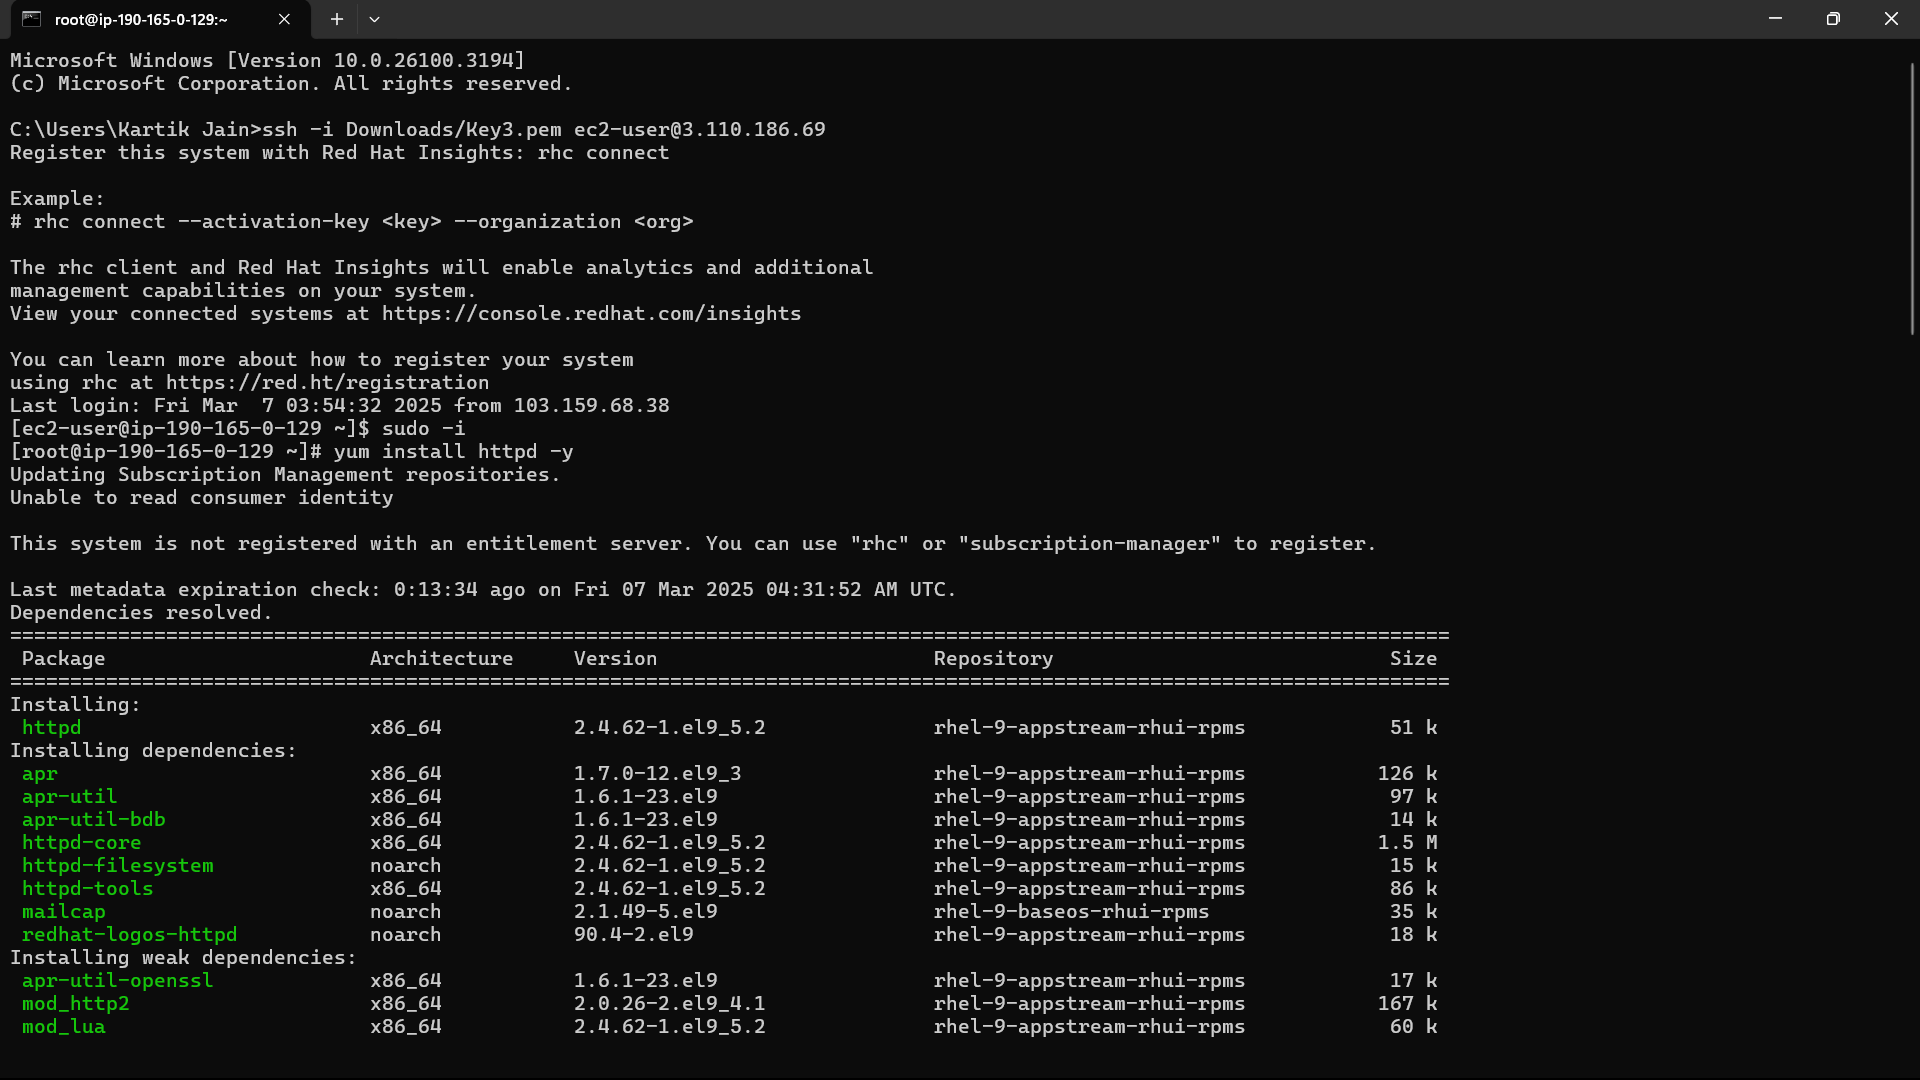 root@ip-190-165-0-129:~
Microsoft Windows [Version 10.0.26100.3194]
(c) Microsoft Corporation. All rights reserved.
C:\Users\Kartik Jain>ssh -i Downloads/Key3.pem ec2-user@3.110.186.69
Register this system with Red Hat Insights: rhc connect
Example:
# rhc connect --activation-key <key> --organization <org>
The rhc client and Red Hat Insights will enable analytics and additional
management capabilities on your system.
View your connected systems at https://console.redhat.com/insights
You can learn more about how to register your system
using rhc at https://red.ht/registration
Last login: Fri Mar  7 03:54:32 2025 from 103.159.68.38
[ec2-user@ip-190-165-0-129 ~]$ sudo -i
[root@ip-190-165-0-129 ~]# yum install httpd -y
Updating Subscription Management repositories.
Unable to read consumer identity
This system is not registered with an entitlement server. You can use "rhc" or "subscription-manager" to register.
Last metadata expiration check: 0:13:34 ago on Fri 07 Mar 2025 04:31:52 AM UTC.
Dependencies resolved.
========================================================================================================================
 Package                      Architecture     Version                       Repository                            Size
========================================================================================================================
Installing:
 httpd                        x86_64           2.4.62-1.el9_5.2              rhel-9-appstream-rhui-rpms            51 k
Installing dependencies:
 apr                          x86_64           1.7.0-12.el9_3                rhel-9-appstream-rhui-rpms           126 k
 apr-util                     x86_64           1.6.1-23.el9                  rhel-9-appstream-rhui-rpms            97 k
 apr-util-bdb                 x86_64           1.6.1-23.el9                  rhel-9-appstream-rhui-rpms            14 k
 httpd-core                   x86_64           2.4.62-1.el9_5.2              rhel-9-appstream-rhui-rpms           1.5 M
 httpd-filesystem             noarch           2.4.62-1.el9_5.2              rhel-9-appstream-rhui-rpms            15 k
 httpd-tools                  x86_64           2.4.62-1.el9_5.2              rhel-9-appstream-rhui-rpms            86 k
 mailcap                      noarch           2.1.49-5.el9                  rhel-9-baseos-rhui-rpms               35 k
 redhat-logos-httpd           noarch           90.4-2.el9                    rhel-9-appstream-rhui-rpms            18 k
Installing weak dependencies:
 apr-util-openssl             x86_64           1.6.1-23.el9                  rhel-9-appstream-rhui-rpms            17 k
 mod_http2                    x86_64           2.0.26-2.el9_4.1              rhel-9-appstream-rhui-rpms           167 k
 mod_lua                      x86_64           2.4.62-1.el9_5.2              rhel-9-appstream-rhui-rpms            60 k